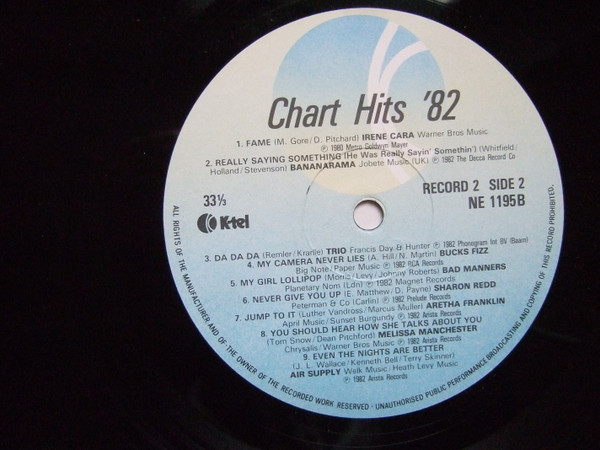 Chart Hits '82
1. FAME (M. Gore/D. Pitchard) IRENE CARA Warner Bros Music
℗ 1980 Metro Goldwyn Mayer
2. REALLY SAYING SOMETHING (He Was Really Sayin' Somethin') (Whitfield/
Holland/Stevenson) BANANARAMA Jobete Music (UK) ℗ 1982 The Decca Record Co
33⅓
RECORD 2 SIDE 2
NE 1195B
K-tel
3. DA DA DA (Remler/Krartle) TRIO Francis Day & Hunter ℗ 1982 Phonogram Int BV (Baarn)
4. MY CAMERA NEVER LIES (A. Hill/N. Martin) BUCKS FIZZ
Big Note/Paper Music ℗ 1982 RCA Records
5. MY GIRL LOLLIPOP (Morris Levy/Johnny Roberts) BAD MANNERS
Planetary Nom (Ldn) ℗ 1982 Magnet Records
6. NEVER GIVE YOU UP (E. Matthew/D. Payne) SHARON REDD
Peterman & Co (Carlin) ℗ 1982 Prelude Records
7. JUMP TO IT (Luther Vandross/Marcus Muller) ARETHA FRANKLIN
April Music/Sunset Burgundy ℗ 1982 Arista Records
8. YOU SHOULD HEAR HOW SHE TALKS ABOUT YOU
(Tom Snow/Dean Pitchford) MELISSA MANCHESTER
Chrysalis/Warner Bros Music ℗ 1982 Arista Records
9. EVEN THE NIGHTS ARE BETTER
(J. L. Wallace/Kenneth Bell/Terry Skinner)
AIR SUPPLY Walk Music/Heath Levy Music
℗ 1982 Arista Records
ALL RIGHTS OF THE MANUFACTURER AND OF THE OWNER OF THE RECORDED WORK RESERVED · UNAUTHORISED PUBLIC PERFORMANCE BROADCASTING AND COPYING OF THIS RECORD PROHIBITED.